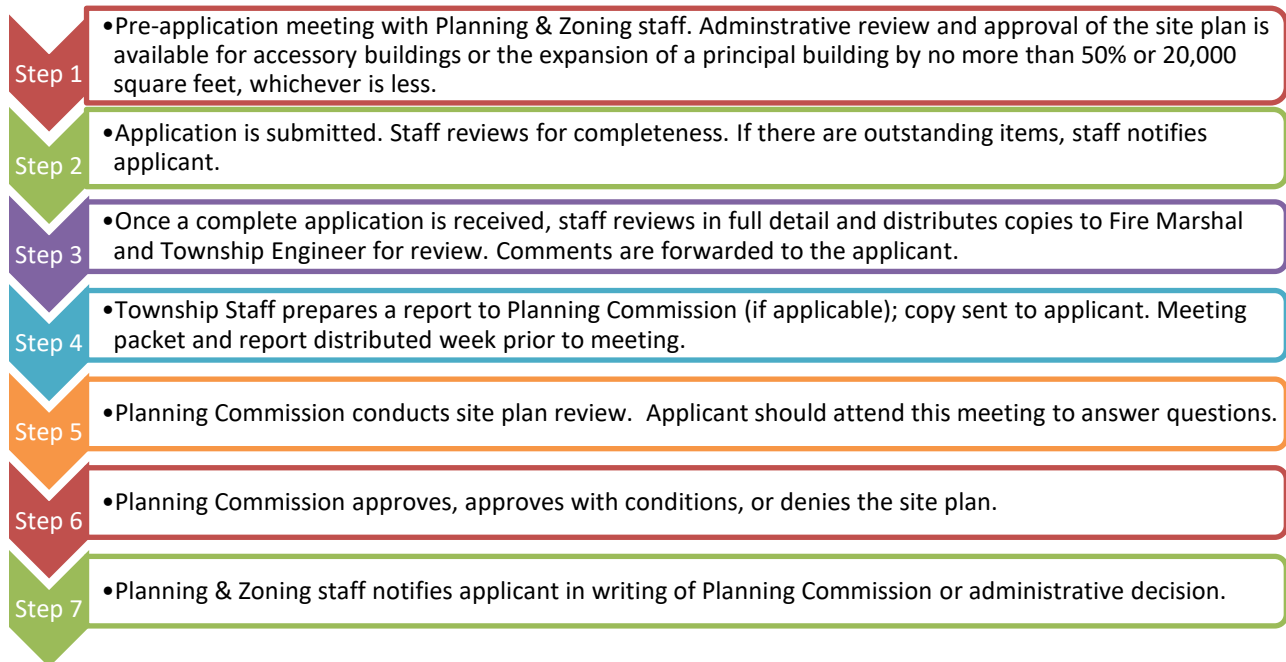 Step 1
•Pre-application meeting with Planning & Zoning staff. Adminstrative review and approval of the site plan is
available for accessory buildings or the expansion of a principal building by no more than 50% or 20,000
square feet, whichever is less.
Step 2
•Application is submitted. Staff reviews for completeness. If there are outstanding items, staff notifies
applicant.
Step 3
•Once a complete application is received, staff reviews in full detail and distributes copies to Fire Marshal
and Township Engineer for review. Comments are forwarded to the applicant.
Step 4
•Township Staff prepares a report to Planning Commission (if applicable); copy sent to applicant. Meeting
packet and report distributed week prior to meeting.
Step 5
•Planning Commission conducts site plan review.  Applicant should attend this meeting to answer questions.
Step 6
•Planning Commission approves, approves with conditions, or denies the site plan.
Step 7
•Planning & Zoning staff notifies applicant in writing of Planning Commission or administrative decision.